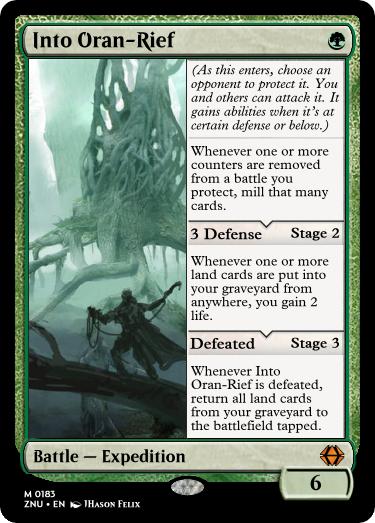 Into Oran-Rief
(As this enters, choose an
opponent to protect it. You
and others can attack it. It
gains abilities when it's at
certain defense or below.)
Whenever one or more
counters are removed
from a battle you
protect, mill that many
cards.
3 Defense Stage 2
Whenever one or more
land cards are put into
your graveyard from
anywhere, you gain 2
life.
Defeated Stage 3
Whenever Into
Oran-Rief is defeated,
return all land cards
from your graveyard to
the battlefield tapped.
Battle — Expedition
6
M 0183
ZNU • EN JHason Felix